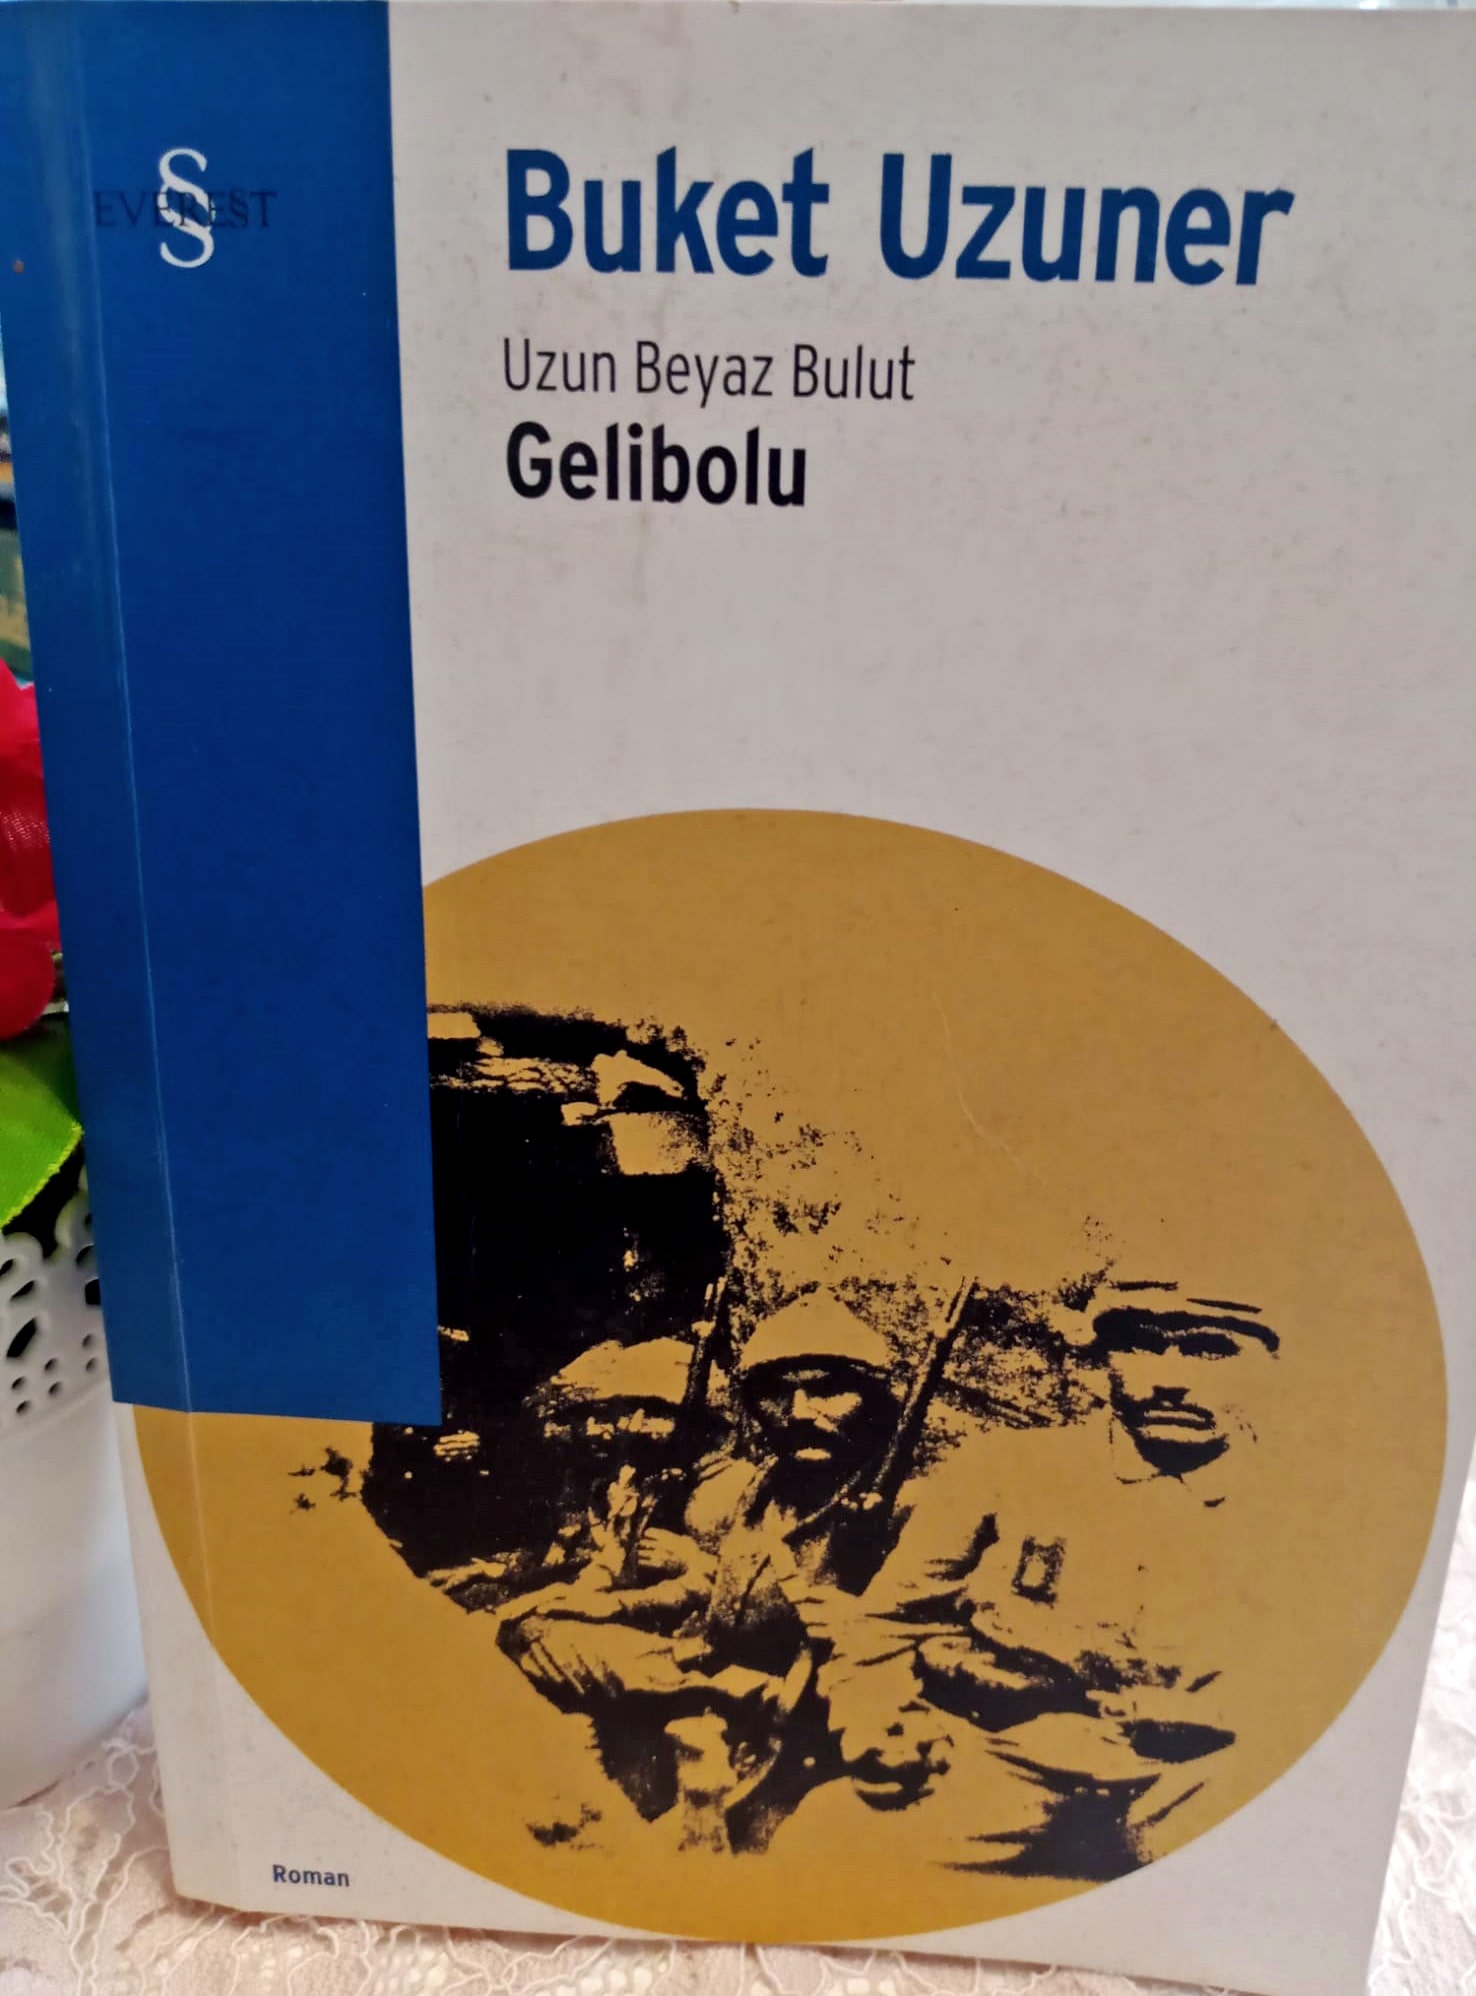 EVEREST
Buket Uzuner
Uzun Beyaz Bulut
Gelibolu
Roman